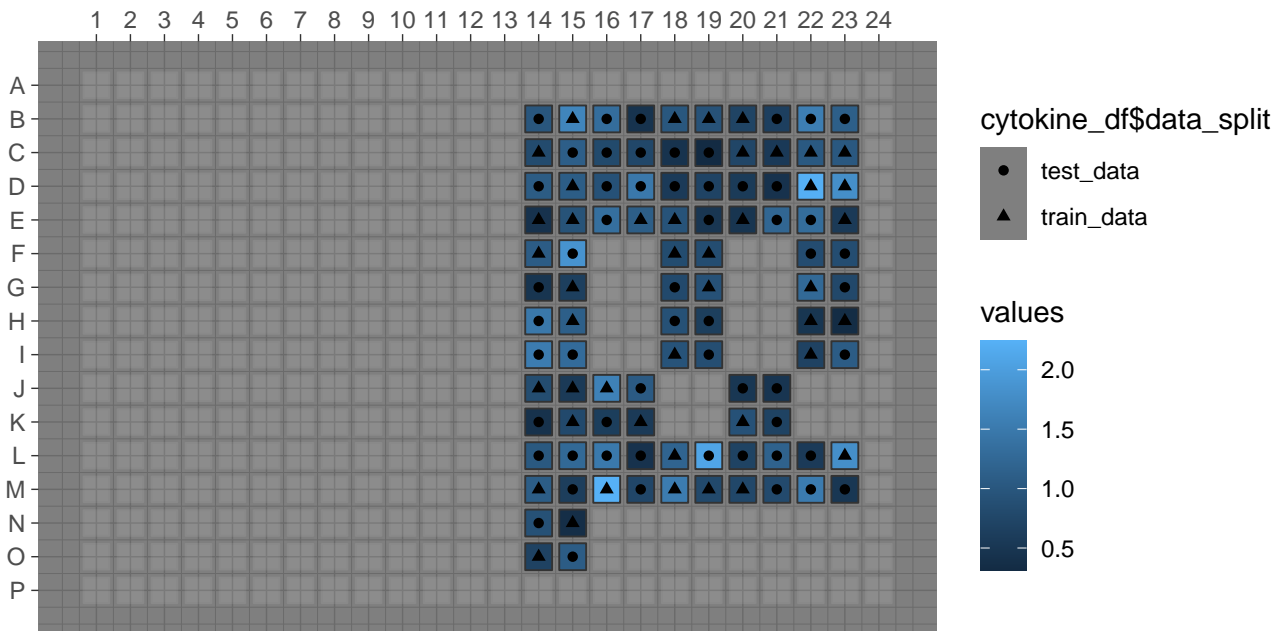 1 2 3 4 5 6 7 8 9 10 11 12 13 14 15 16 17 18 19 20 21 22 23 24
A
B
C
D
E
F
G
H
I
J
K
L
M
N
O
P
cytokine_df$data_split
test_data
train_data
values
2.0
1.5
1.0
0.5